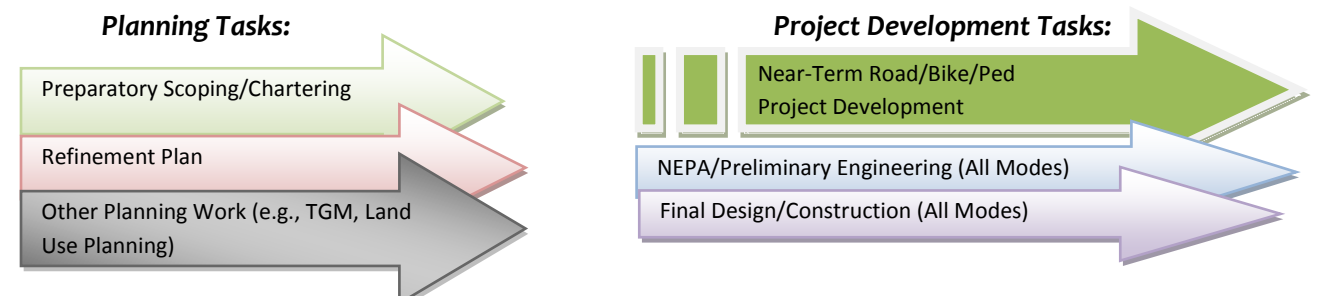 Planning Tasks:
Preparatory Scoping/Chartering
Refinement Plan
Other Planning Work (e.g., TGM, Land
Use Planning)
Project Development Tasks:
Near-Term Road/Bike/Ped
Project Development
NEPA/Preliminary Engineering (All Modes)
Final Design/Construction (All Modes)